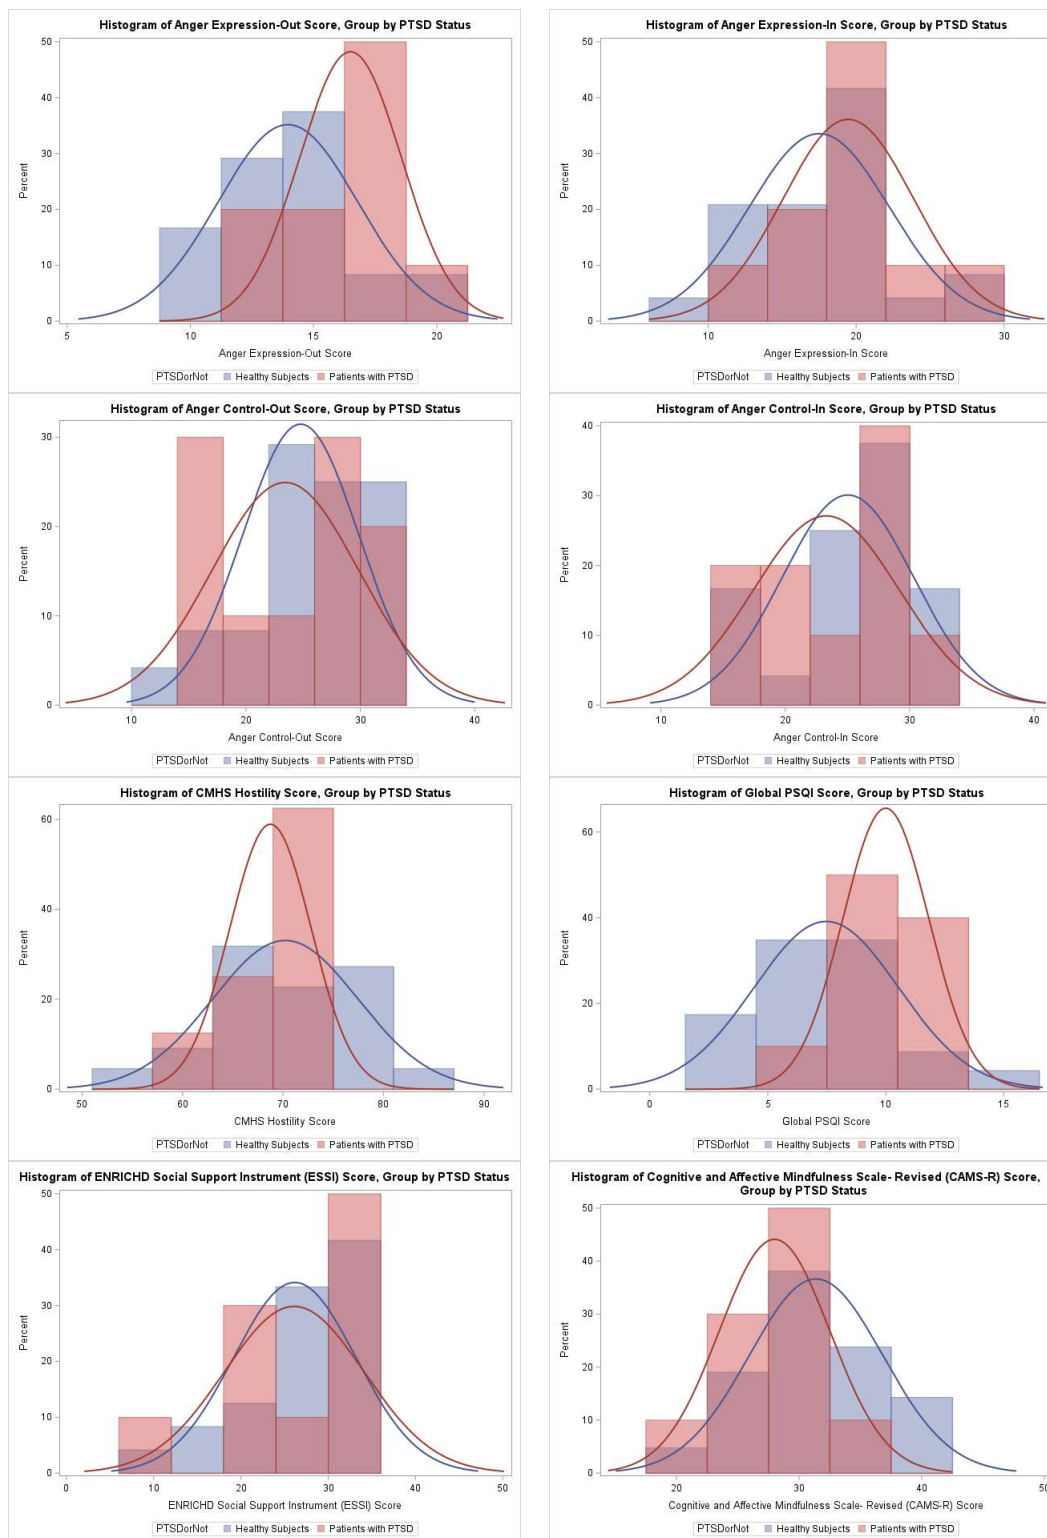 Histogram of Anger Expression-Out Score, Group by PTSD Status
50
40
30
20
10
0
Percent
5 10 15 20
Anger Expression-Out Score
PTSDorNot Healthy Subjects Patients with PTSD
Histogram of Anger Expression-In Score, Group by PTSD Status
50
40
30
20
10
0
Percent
10 20 30
Anger Expression-In Score
PTSDorNot Healthy Subjects Patients with PTSD
Histogram of Anger Control-Out Score, Group by PTSD Status
30
20
10
0
Percent
10 20 30 40
Anger Control-Out Score
PTSDorNot Healthy Subjects Patients with PTSD
Histogram of Anger Control-In Score, Group by PTSD Status
40
30
20
10
0
Percent
10 20 30 40
Anger Control-In Score
PTSDorNot Healthy Subjects Patients with PTSD
Histogram of CMHS Hostility Score, Group by PTSD Status
60
40
20
0
Percent
50 60 70 80 90
CMHS Hostility Score
PTSDorNot Healthy Subjects Patients with PTSD
Histogram of Global PSQI Score, Group by PTSD Status
60
40
20
0
Percent
0 5 10 15
Global PSQI Score
PTSDorNot Healthy Subjects Patients with PTSD
Histogram of ENRICHD Social Support Instrument (ESSI) Score, Group by PTSD Status
50
40
30
20
10
0
Percent
0 10 20 30 40 50
ENRICHD Social Support Instrument (ESSI) Score
PTSDorNot Healthy Subjects Patients with PTSD
Histogram of Cognitive and Affective Mindfulness Scale- Revised (CAMS-R) Score,
Group by PTSD Status
50
40
30
20
10
0
Percent
20 30 40 50
Cognitive and Affective Mindfulness Scale- Revised (CAMS-R) Score
PTSDorNot Healthy Subjects Patients with PTSD